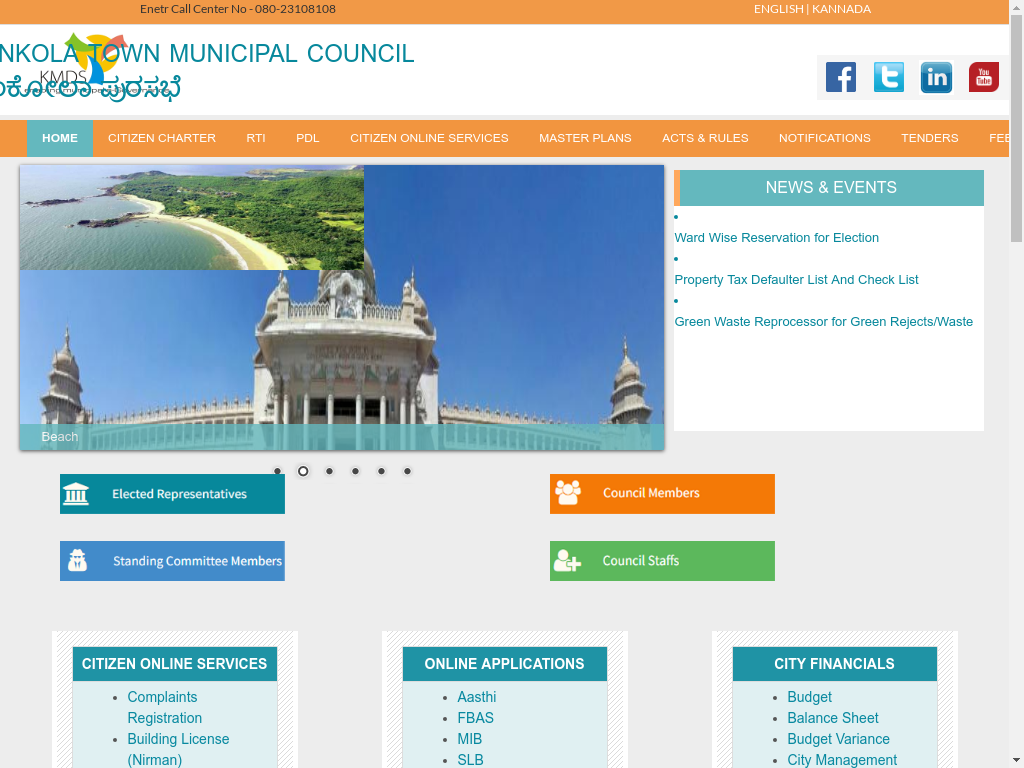 Enetr Call Center No - 080-23108108
ENGLISH | KANNADA
NKOLA TOWN MUNICIPAL COUNCIL
KMDS
ಕೋಲಾ ಪುರಸಭೆ
You
Tube
HOME CITIZEN CHARTER RTI PDL CITIZEN ONLINE SERVICES MASTER PLANS ACTS & RULES NOTIFICATIONS TENDERS FEE
NEWS & EVENTS
Ward Wise Reservation for Election
Property Tax Defaulter List And Check List
Green Waste Reprocessor for Green Rejects/Waste
Beach
Elected Representatives
Council Members
Standing Committee Members
Council Staffs
CITIZEN ONLINE SERVICES
Complaints
Registration
Building License
(Nirman)
ONLINE APPLICATIONS
Aasthi
FBAS
MIB
SLB
CITY FINANCIALS
Budget
Balance Sheet
Budget Variance
City Management